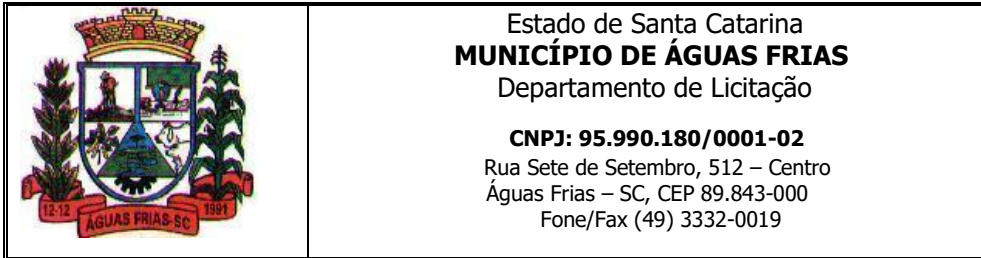 12-12
ÁGUAS FRIAS-SC
1991
Estado de Santa Catarina
MUNICÍPIO DE ÁGUAS FRIAS
Departamento de Licitação
CNPJ: 95.990.180/0001-02
Rua Sete de Setembro, 512 – Centro
Águas Frias – SC, CEP 89.843-000
Fone/Fax (49) 3332-0019